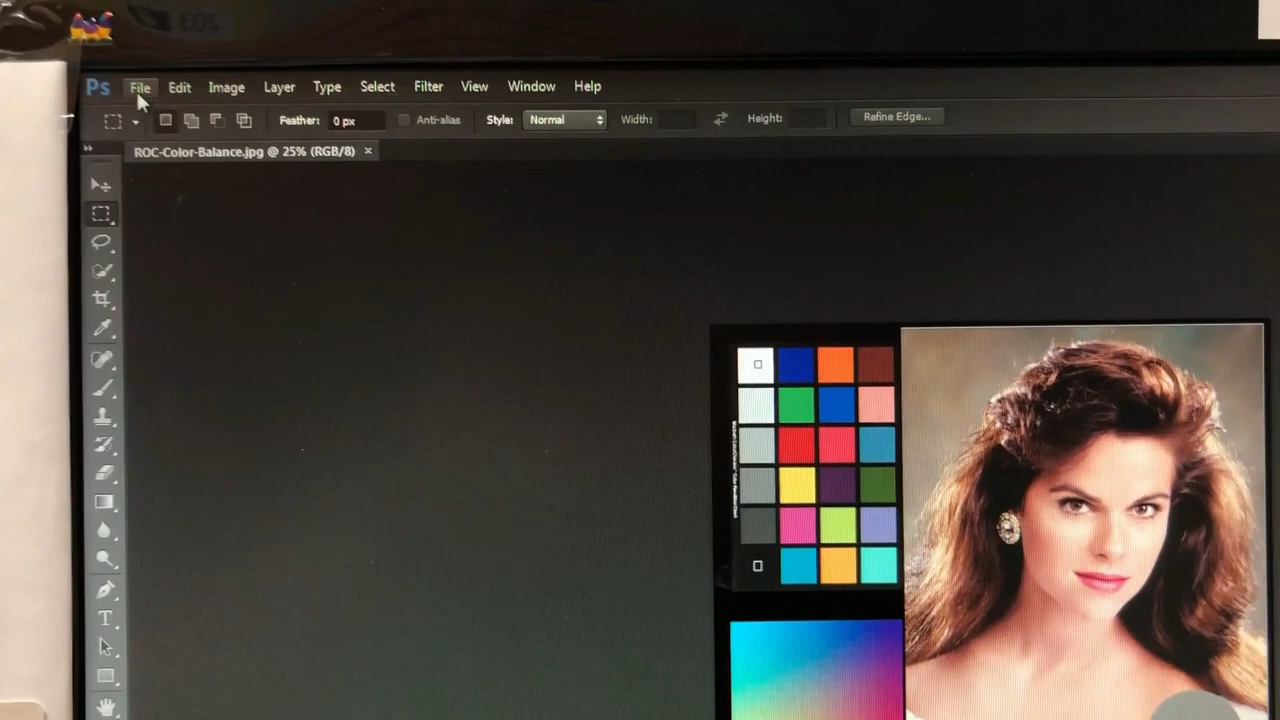 Ps File Edit Image Layer Type Select Filter View Window Help
Feather: 0 px Anti-alias Style: Normal Width: Height: Refine Edge...
ROC-Color-Balance.jpg @ 25% (RGB/8) ×
T